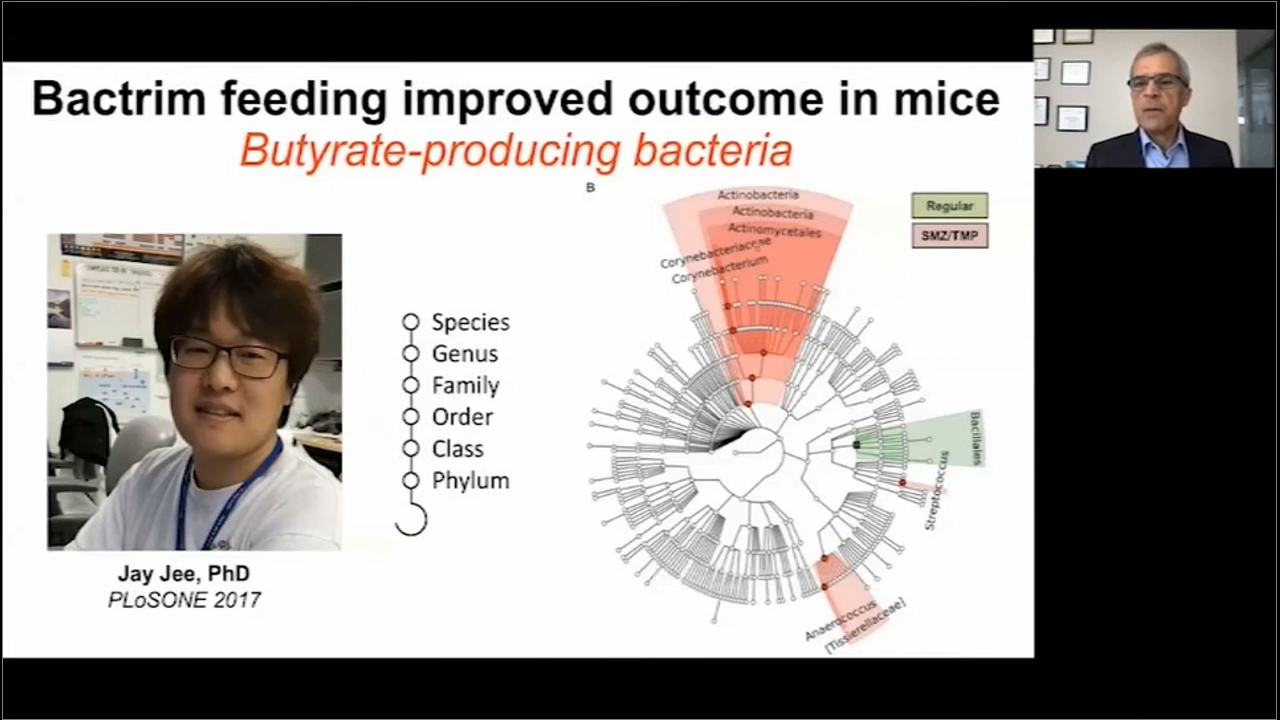 Bactrim feeding improved outcome in mice
Butyrate-producing bacteria
B
Actinobacteria
Actinobacteria
Actinomycetales
Corynebacteriaceae
Corynebacterium
Regular
SMZ/TMP
Species
Genus
Family
Order
Class
Phylum
Bacillales
Streptococcus
Anaerococcus
[Tissierellaceae]
Jay Jee, PhD
PLoSONE 2017